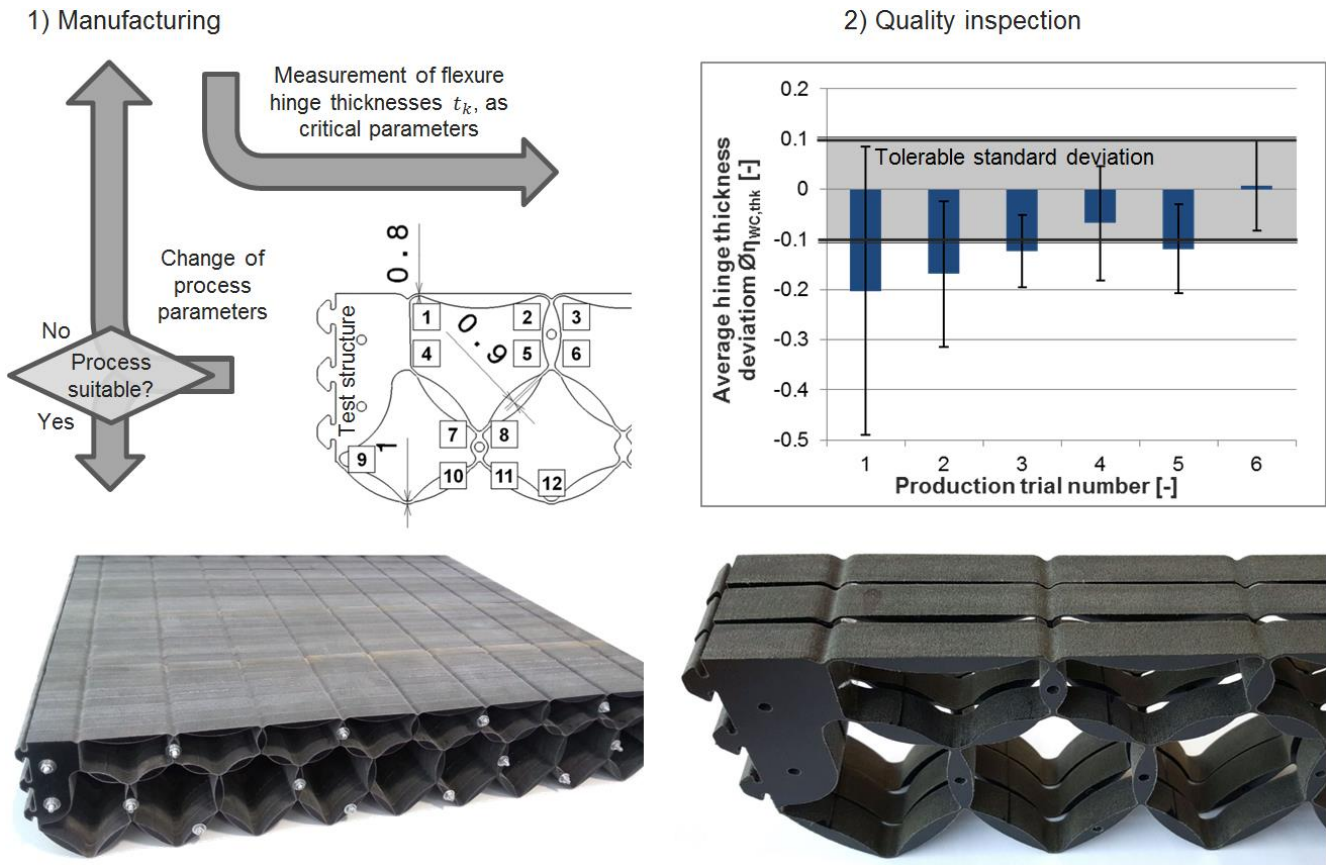 1) Manufacturing
2) Quality inspection
Measurement of flexure
hinge thicknesses t_k, as
critical parameters
Change of
process
parameters
No
Process
suitable?
Yes
0.8
Test structure
1
2
3
0.9
4
5
6
7
8
9
1
10
11
12
Average hinge thickness
deviatiom Øη_WC,thk [-]
0.2
0.1
Tolerable standard deviation
0
-0.1
-0.2
-0.3
-0.4
-0.5
1 2 3 4 5 6
Production trial number [-]